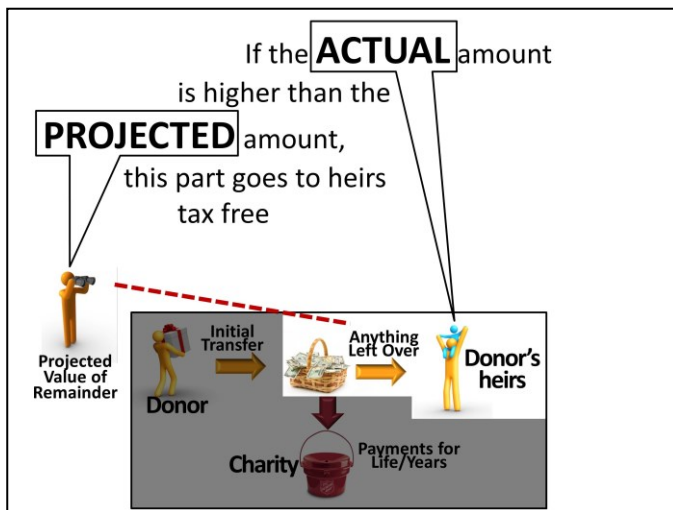 If the ACTUAL amount
is higher than the
PROJECTED amount,
this part goes to heirs
tax free
Projected
Value of
Remainder
Donor
Initial
Transfer
Anything
Left Over
Donor's
heirs
Charity
Payments for
Life/Years